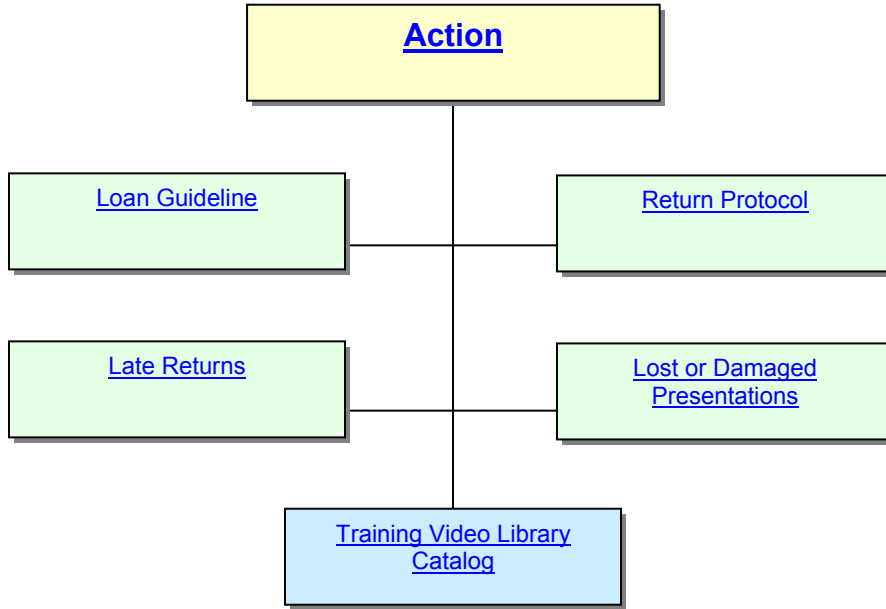 Action
Loan Guideline
Return Protocol
Late Returns
Lost or Damaged
Presentations
Training Video Library
Catalog